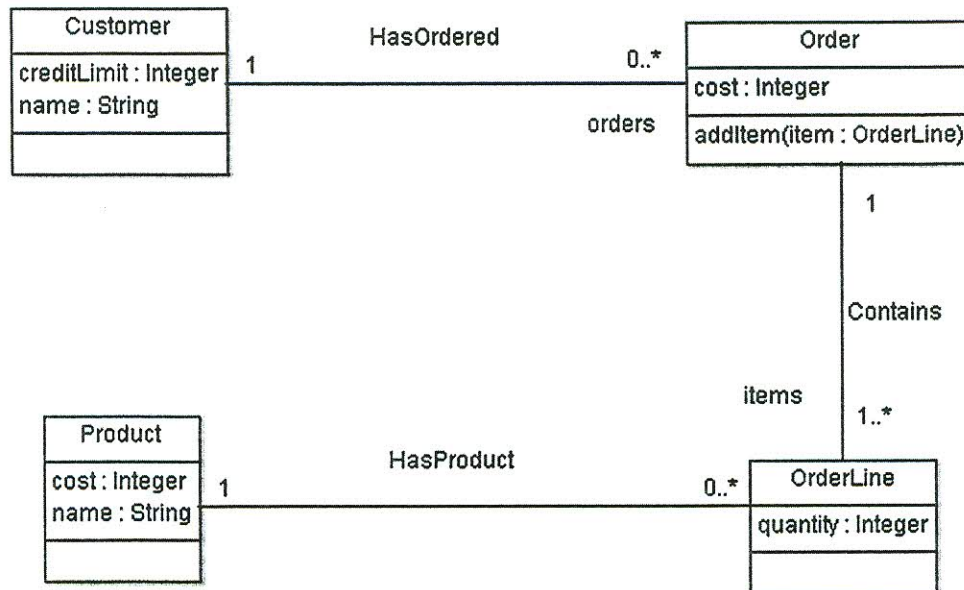 Customer
creditLimit : Integer
name : String
HasOrdered
1
0..*
orders
Order
cost : Integer
addItem(item : OrderLine)
1
Contains
items
1..*
Product
cost : Integer
name : String
HasProduct
1
0..*
OrderLine
quantity : Integer